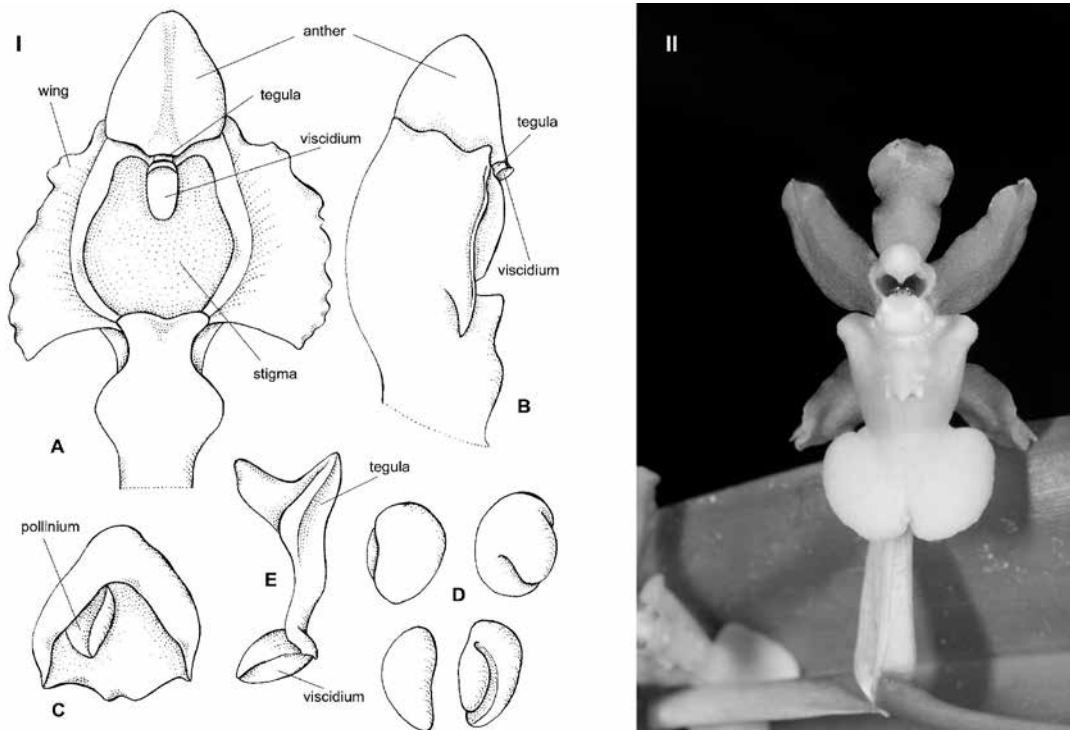 I
anther
wing
tegula
viscidium
tegula
viscidium
stigma
A
B
pollinium
C
tegula
E
D
viscidium
II